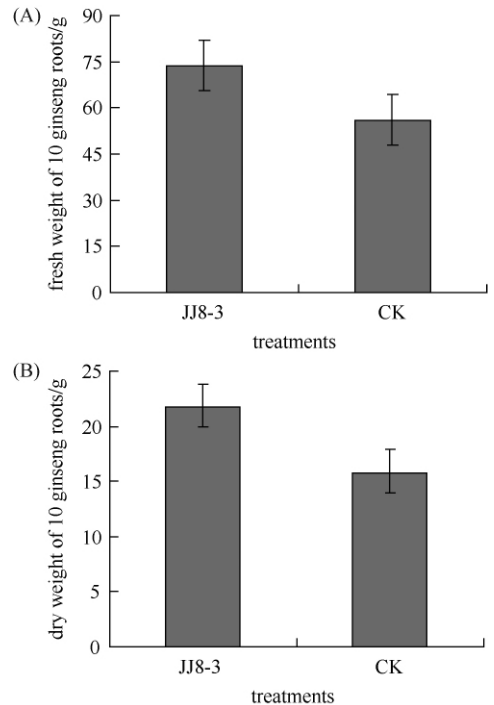 (A)
fresh weight of 10 ginseng roots/g
90
75
60
45
30
15
0
JJ8-3 CK
treatments
(B)
dry weight of 10 ginseng roots/g
25
20
15
10
5
0
JJ8-3 CK
treatments